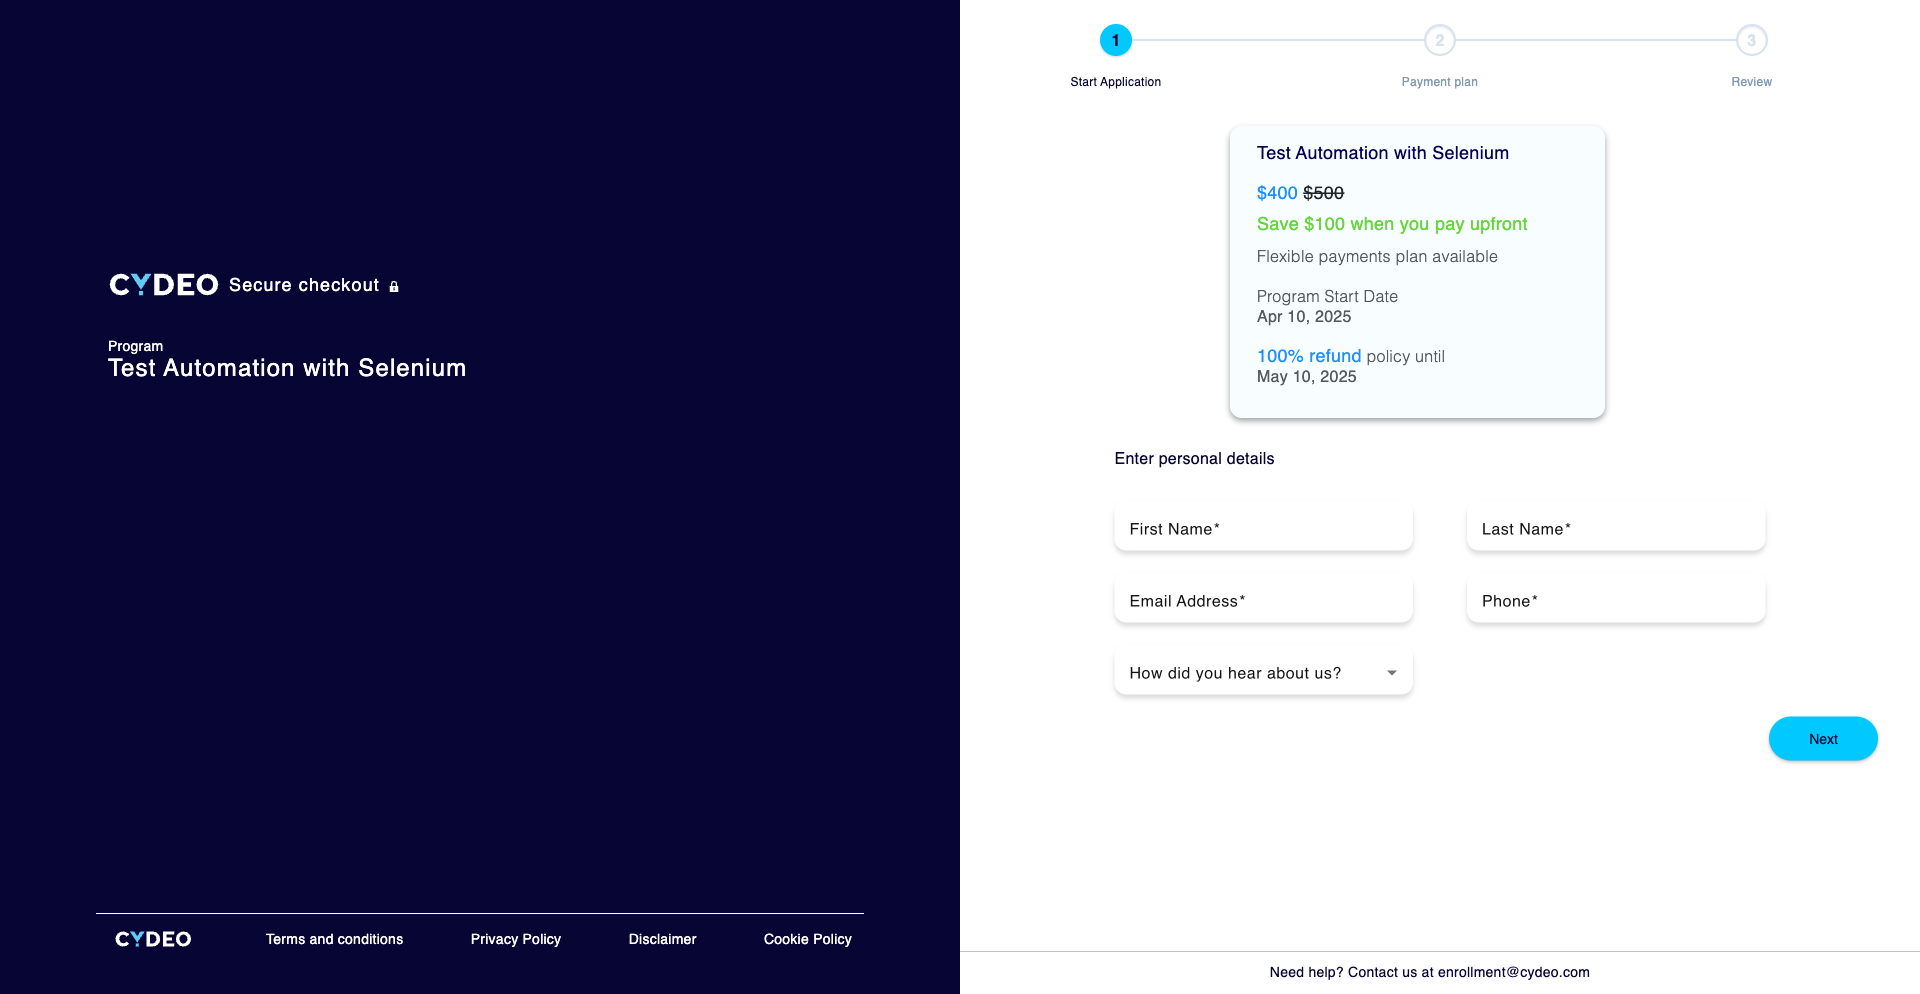 CYDEO Secure checkout
Program
Test Automation with Selenium
CYDEO Terms and conditions Privacy Policy Disclaimer Cookie Policy
1 2 3
Start Application Payment plan Review
Test Automation with Selenium
$400 $500
Save $100 when you pay upfront
Flexible payments plan available
Program Start Date
Apr 10, 2025
100% refund policy until
May 10, 2025
Enter personal details
First Name* Last Name*
Email Address* Phone*
How did you hear about us?
Next
Need help? Contact us at enrollment@cydeo.com